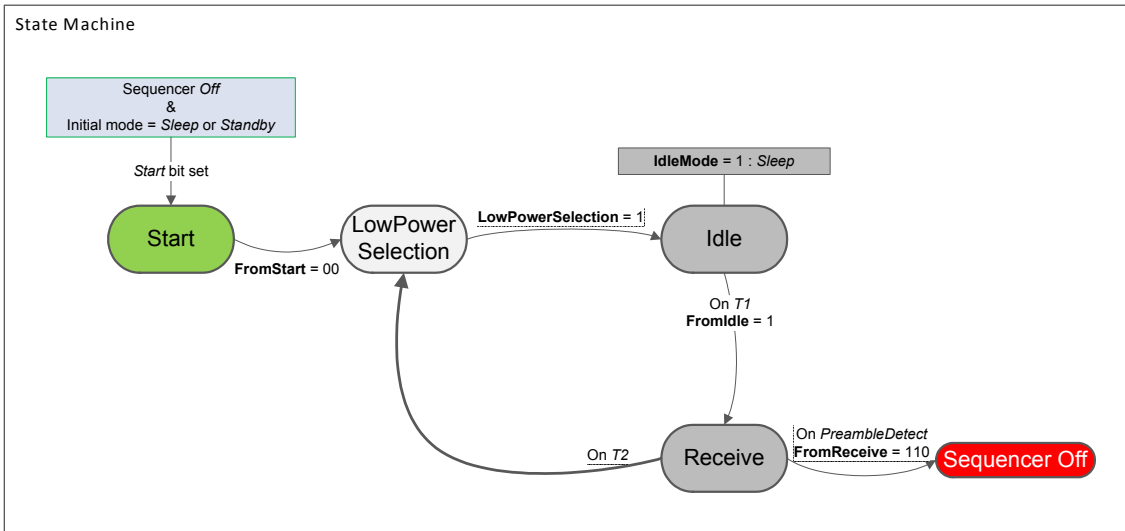 State Machine
Sequencer Off
&
Initial mode = Sleep or Standby
Start bit set
IdleMode = 1 : Sleep
Start
FromStart = 00
LowPower
Selection
LowPowerSelection = 1
Idle
On T1
FromIdle = 1
On T2
Receive
On PreambleDetect
FromReceive = 110
Sequencer Off